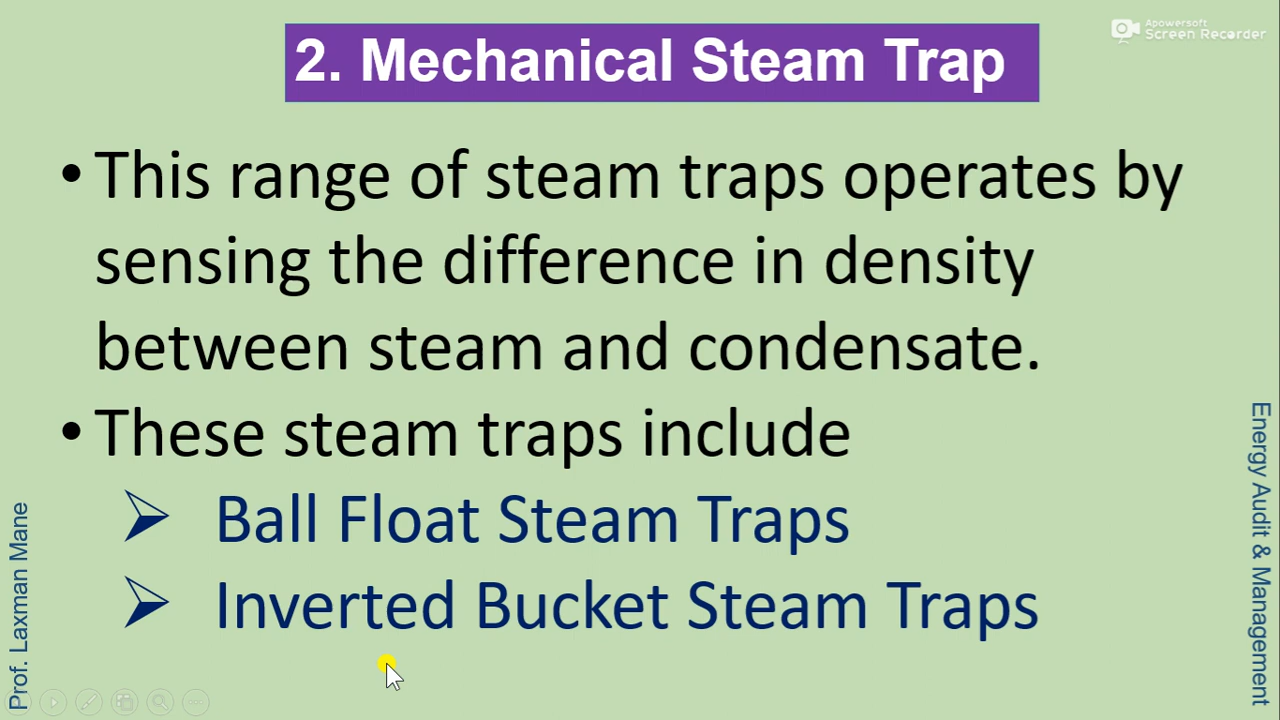 2. Mechanical Steam Trap
Apowersoft
Screen Recorder
• This range of steam traps operates by
sensing the difference in density
between steam and condensate.
• These steam traps include
➢ Ball Float Steam Traps
➢ Inverted Bucket Steam Traps
Prof. Laxman Mane
Energy Audit & Management